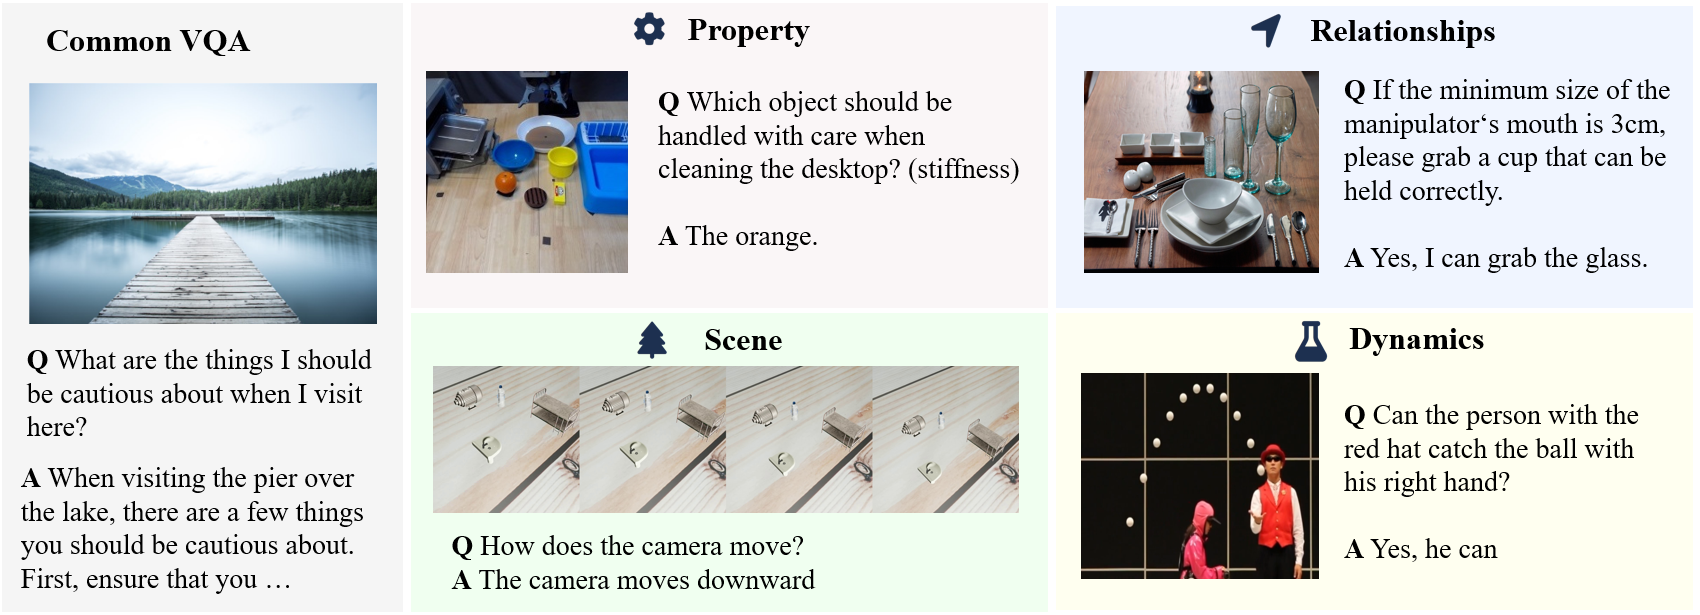 Common VQA
Q What are the things I should
be cautious about when I visit
here?
A When visiting the pier over
the lake, there are a few things
you should be cautious about.
First, ensure that you …
Property
Q Which object should be
handled with care when
cleaning the desktop? (stiffness)
A The orange.
Relationships
Q If the minimum size of the
manipulator‘s mouth is 3cm,
please grab a cup that can be
held correctly.
A Yes, I can grab the glass.
Scene
Q How does the camera move?
A The camera moves downward
Dynamics
Q Can the person with the
red hat catch the ball with
his right hand?
A Yes, he can